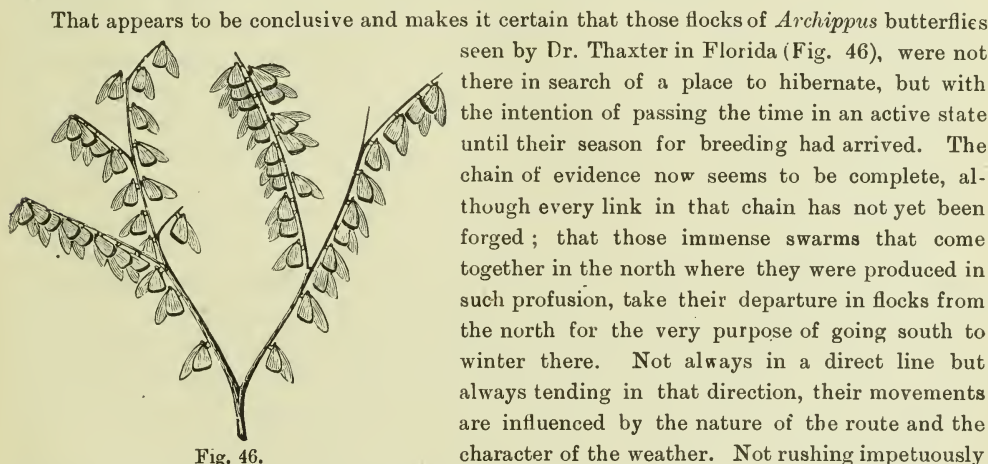 That appears to be conclusive and makes it certain that those flocks of Archippus butterflies
seen by Dr. Thaxter in Florida (Fig. 46), were not
there in search of a place to hibernate, but with
the intention of passing the time in an active state
until their season for breeding had arrived. The
chain of evidence now seems to be complete, al-
though every link in that chain has not yet been
forged ; that those immense swarms that come
together in the north where they were produced in
such profusion, take their departure in flocks from
the north for the very purpose of going south to
winter there. Not always in a direct line but
always tending in that direction, their movements
are influenced by the nature of the route and the
character of the weather. Not rushing impetuously
Fig. 46.